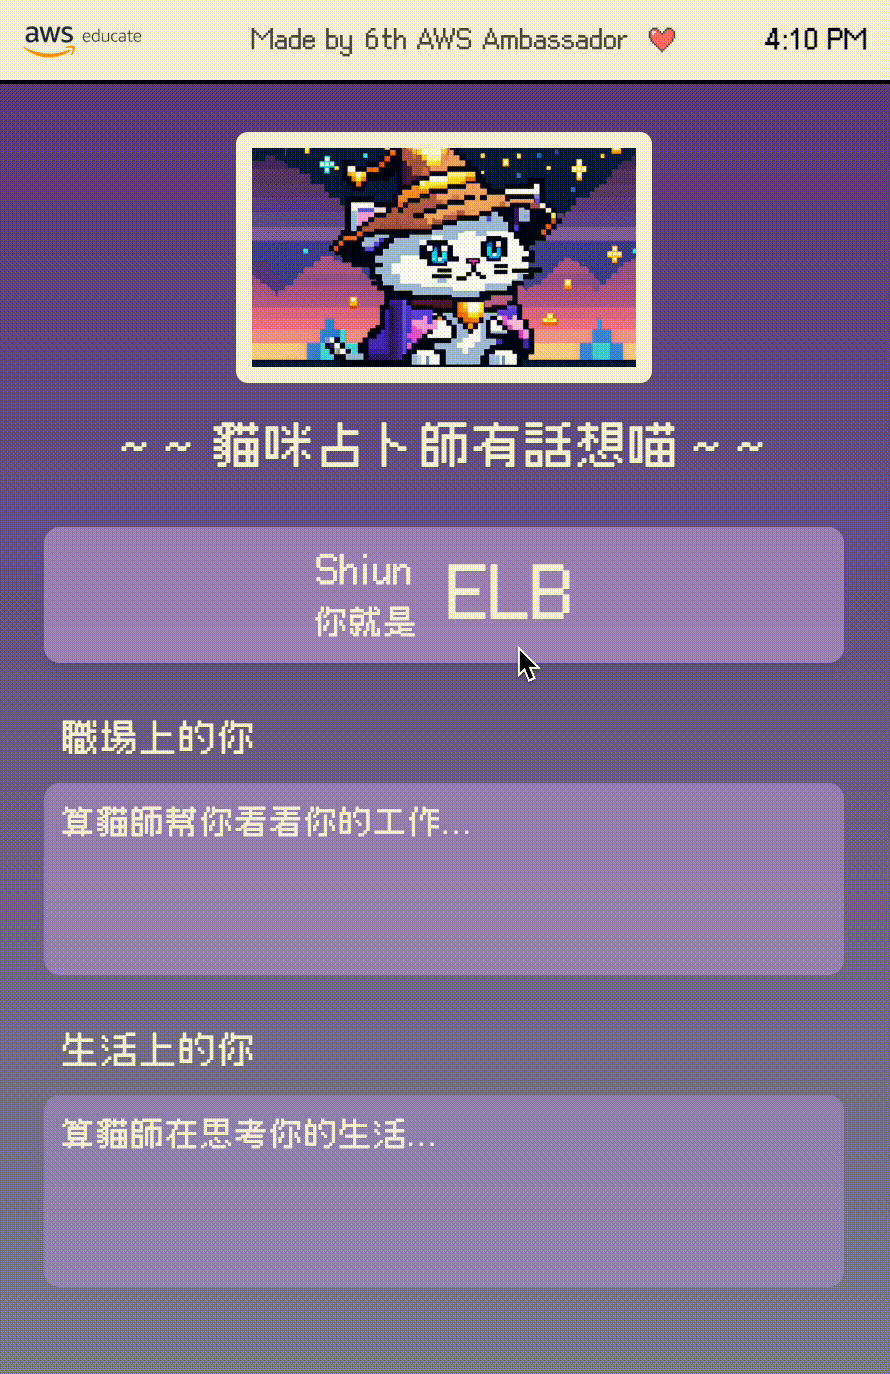 aws educate
Made by 6th AWS Ambassador ❤️
4:10 PM
~ ~ 貓咪占卜師有話想喵 ~ ~
Shiun
你就是
ELB
職場上的你
算貓師幫你看看你的工作...
生活上的你
算貓師在思考你的生活...